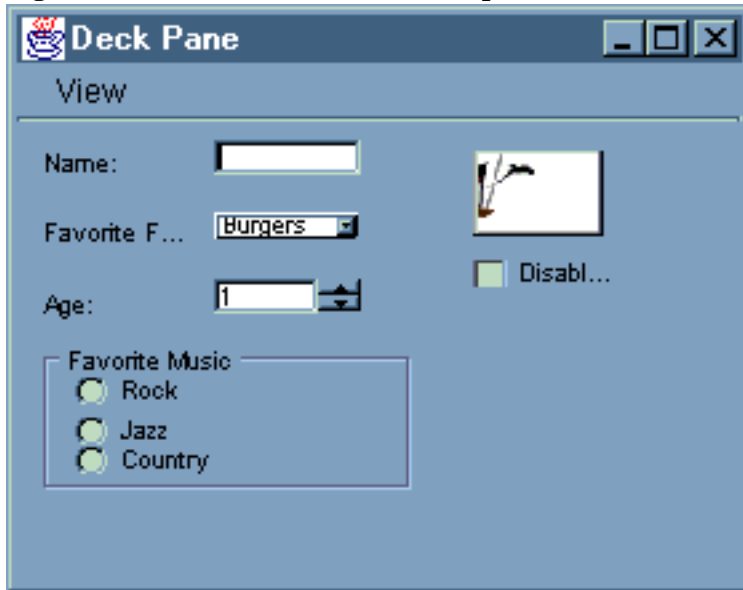 Deck Pane
View
Name:
Favorite F...
Burgers
Disabl...
Age:
1
Favorite Music
Rock
Jazz
Country